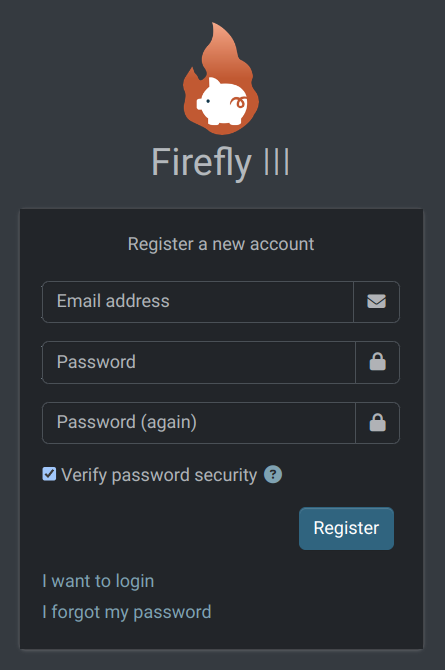 Firefly III
Register a new account
Email address
Password
Password (again)
Verify password security ?
Register
I want to login
I forgot my password